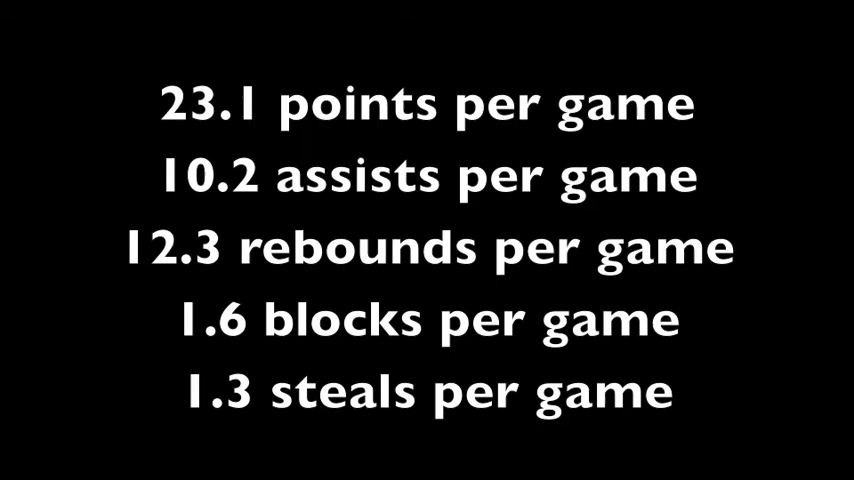 23.1 points per game
10.2 assists per game
12.3 rebounds per game
1.6 blocks per game
1.3 steals per game